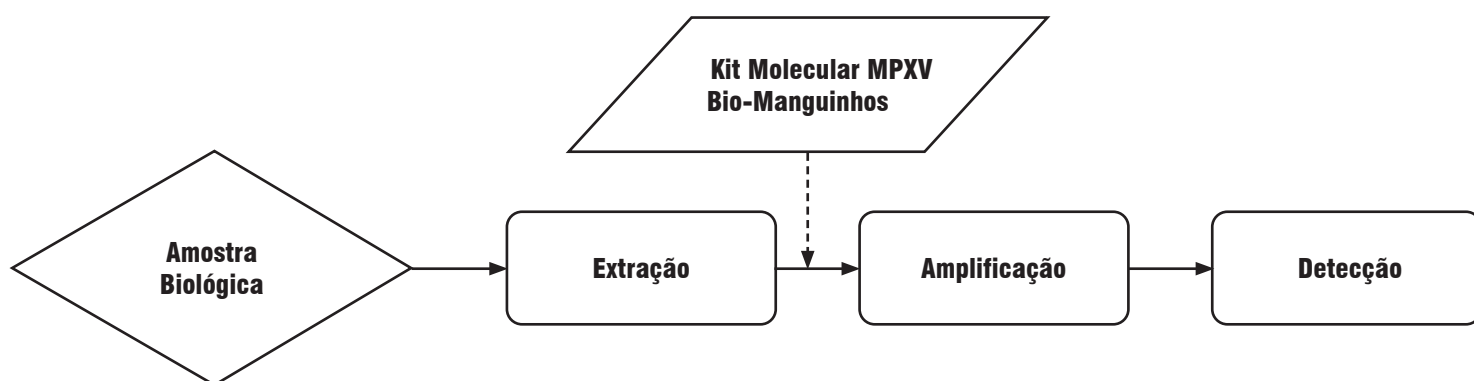 Kit Molecular MPXV
Bio-Manguinhos
Amostra
Biológica
Extração
Amplificação
Detecção